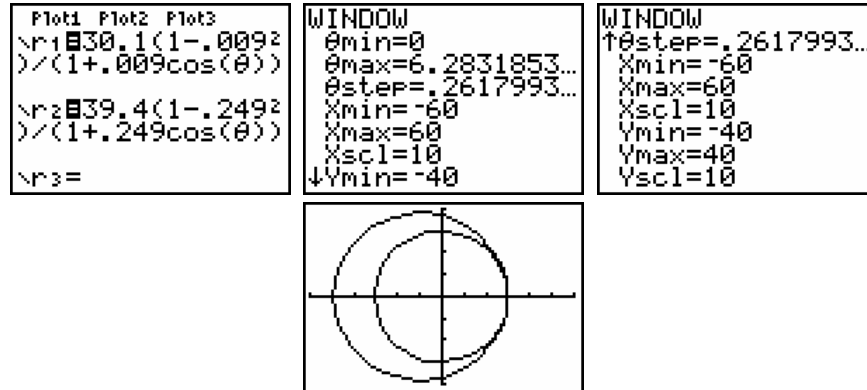 Plot1 Plot2 Plot3
\r1=30.1(1-.009²
)/(1+.009cos(θ))
\r2=39.4(1-.249²
)/(1+.249cos(θ))
\r3=
WINDOW
θmin=0
θmax=6.2831853…
θstep=.2617993…
Xmin=-60
Xmax=60
Xscl=10
↓Ymin=-40
WINDOW
↑θstep=.2617993…
Xmin=-60
Xmax=60
Xscl=10
Ymin=-40
Ymax=40
Yscl=10